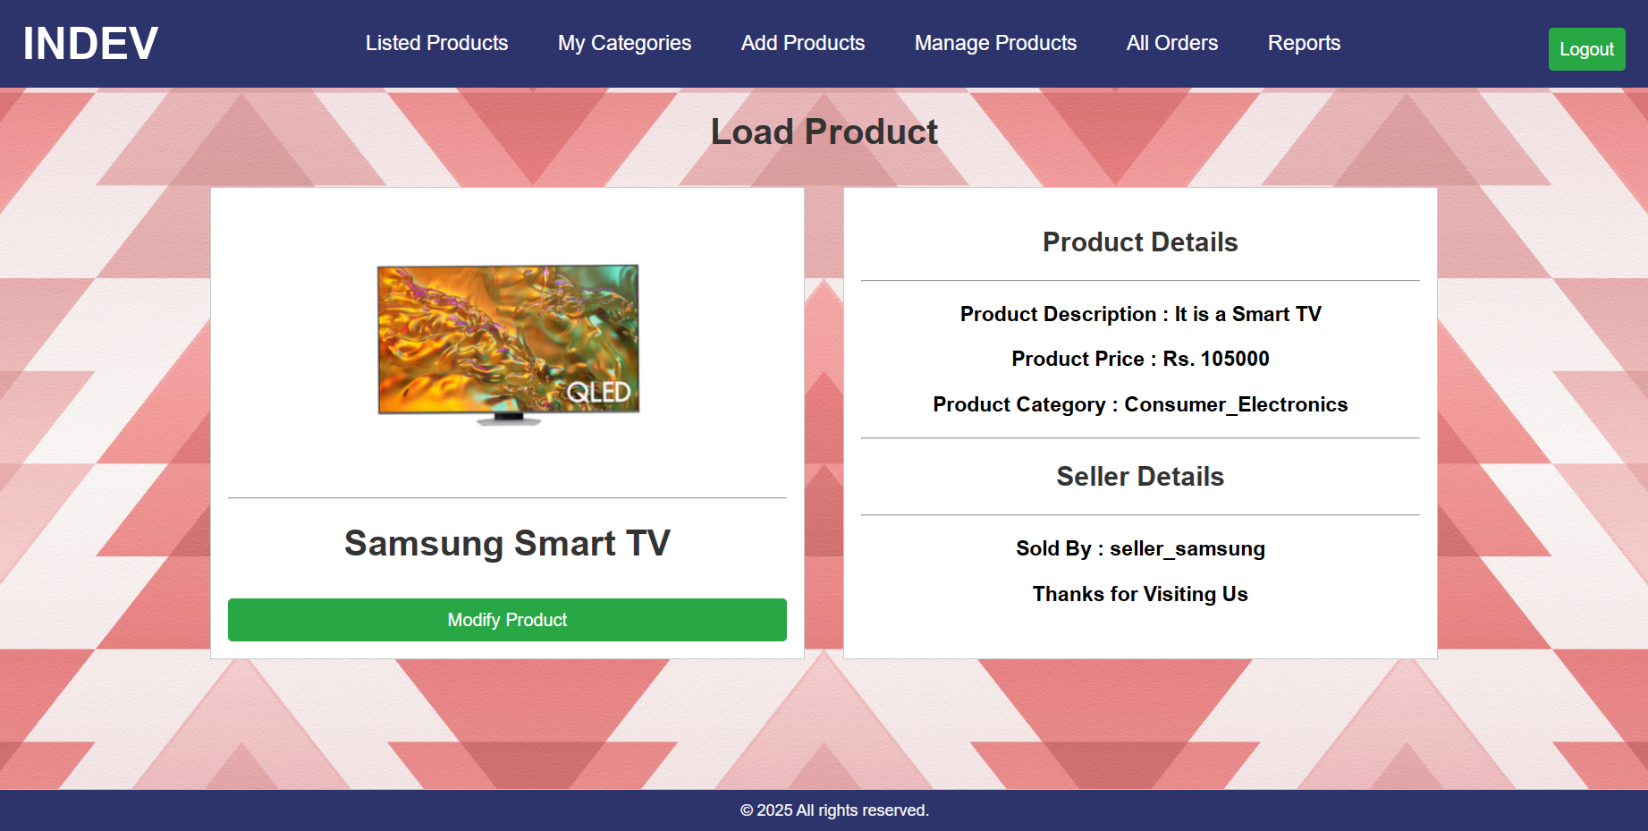 INDEV
Listed Products
My Categories
Add Products
Manage Products
All Orders
Reports
Logout
Load Product
QLED
Samsung Smart TV
Modify Product
Product Details
Product Description : It is a Smart TV
Product Price : Rs. 105000
Product Category : Consumer_Electronics
Seller Details
Sold By : seller_samsung
Thanks for Visiting Us
© 2025 All rights reserved.